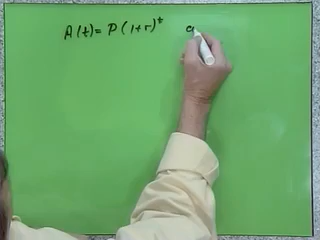 A(t) = P(1+r)^t a